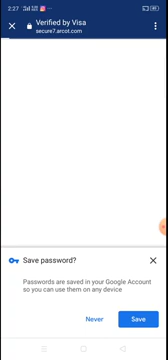 2:27
Verified by Visa
secure7.arcot.com
Save password?
Passwords are saved in your Google Account
so you can use them on any device
Never
Save